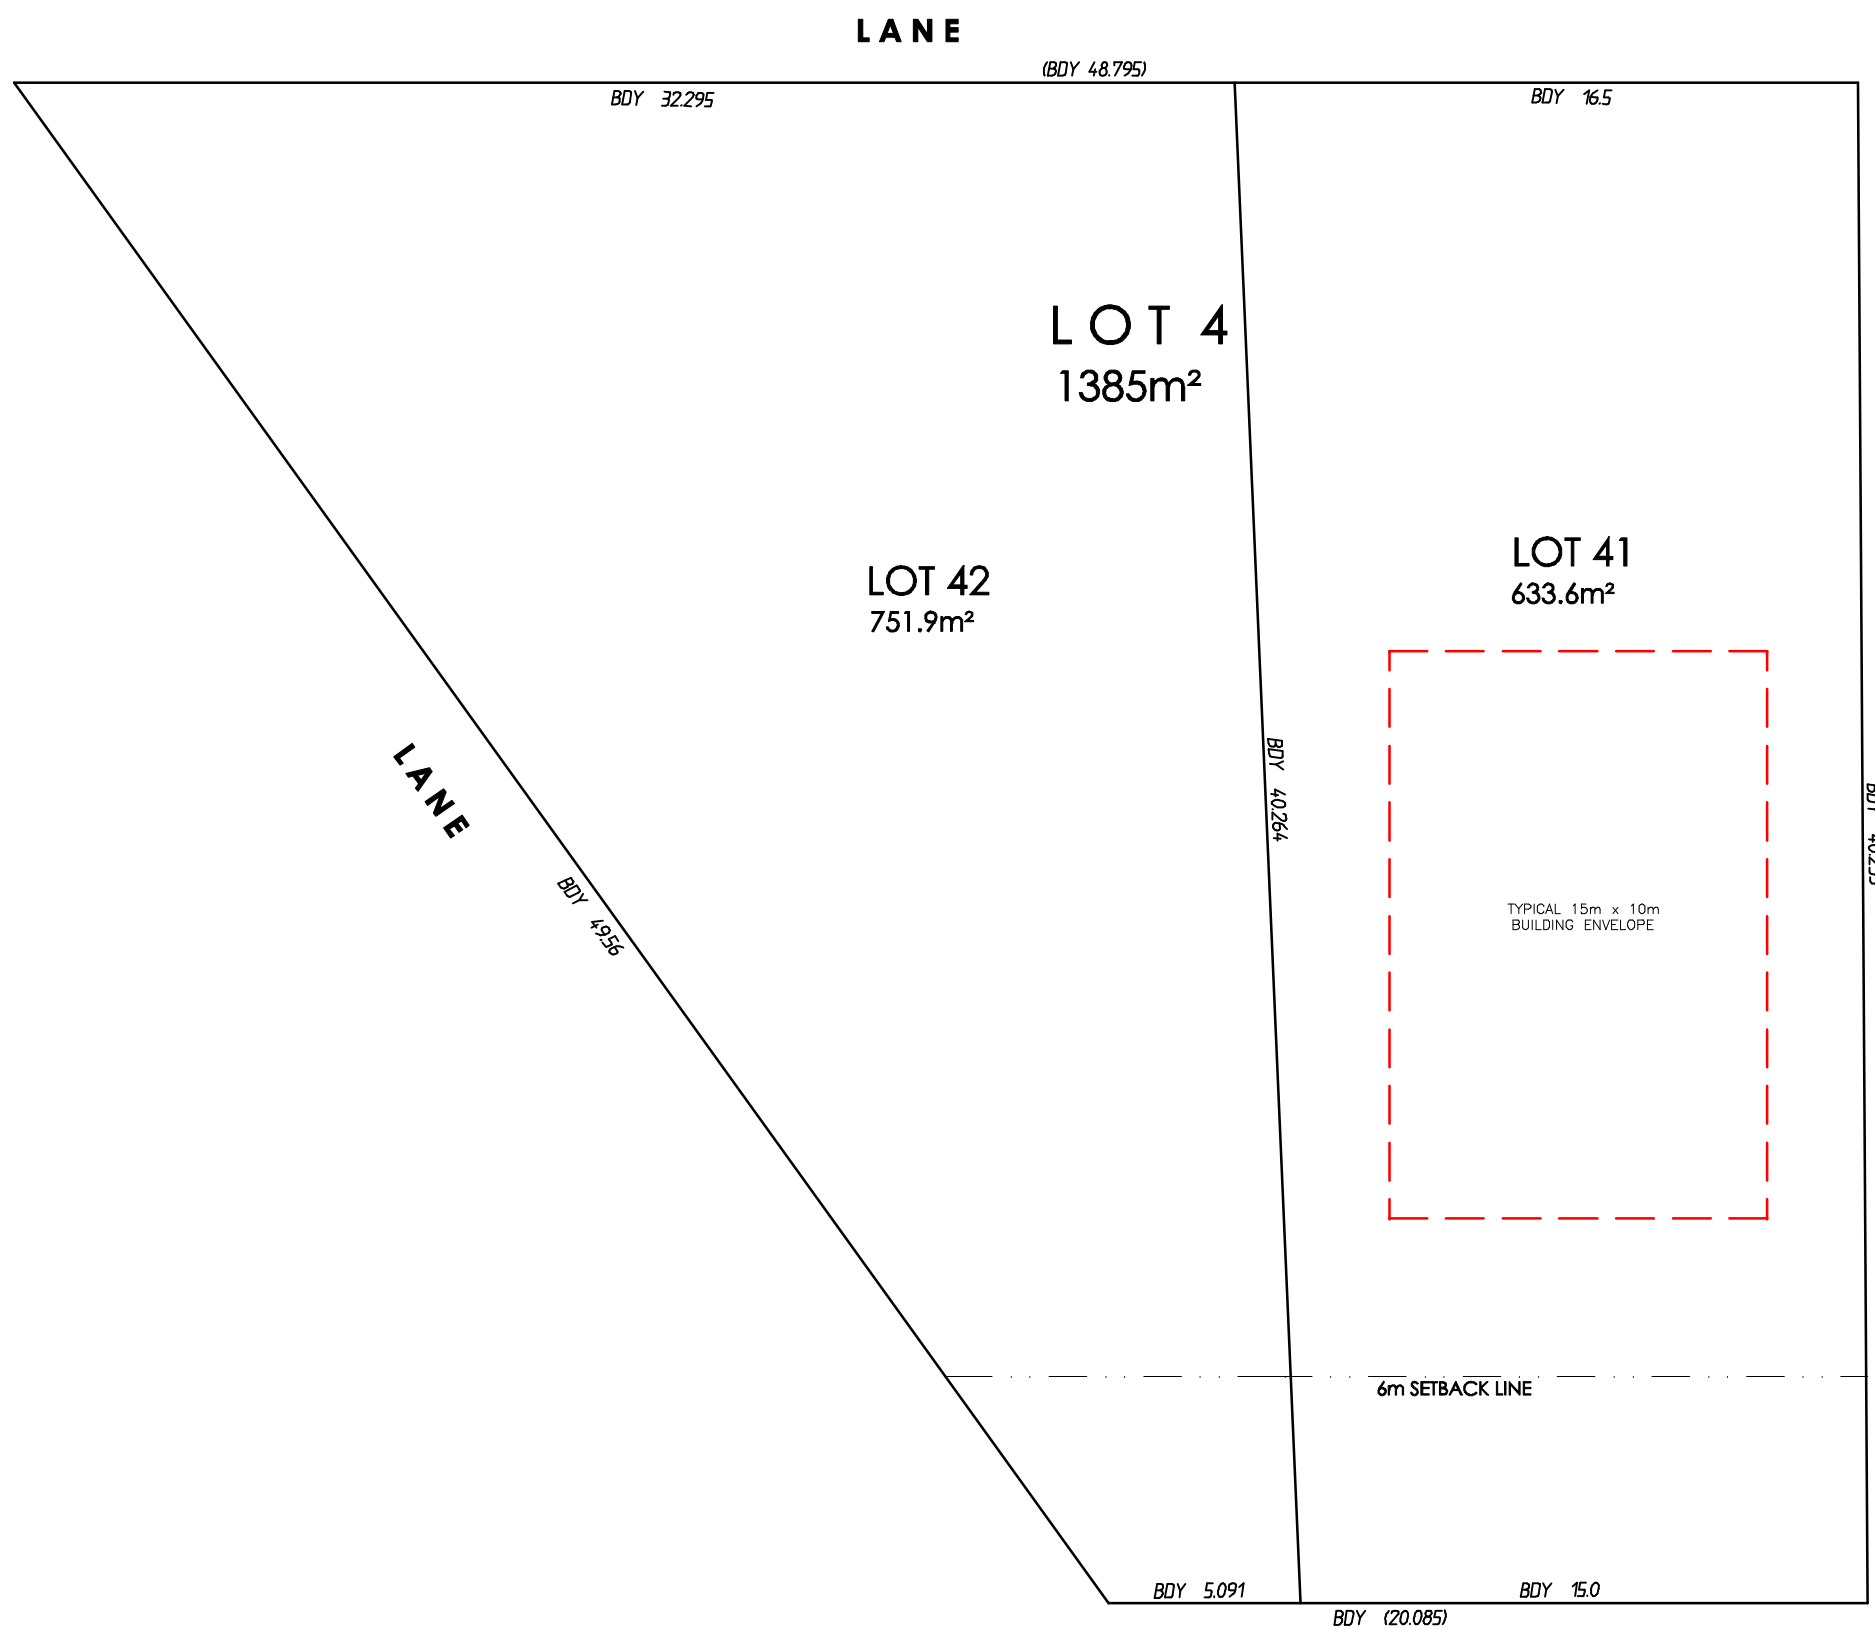 LANE
(BDY 48.795)
BDY 32.295
BDY 16.5
LOT 4
1385m²
LOT 41
633.6m²
LOT 42
751.9m²
LANE
BDY 40.264
BDY 49.56
TYPICAL 15m x 10m
BUILDING ENVELOPE
6m SETBACK LINE
BDY 5.091
BDY 15.0
BDY (20.085)